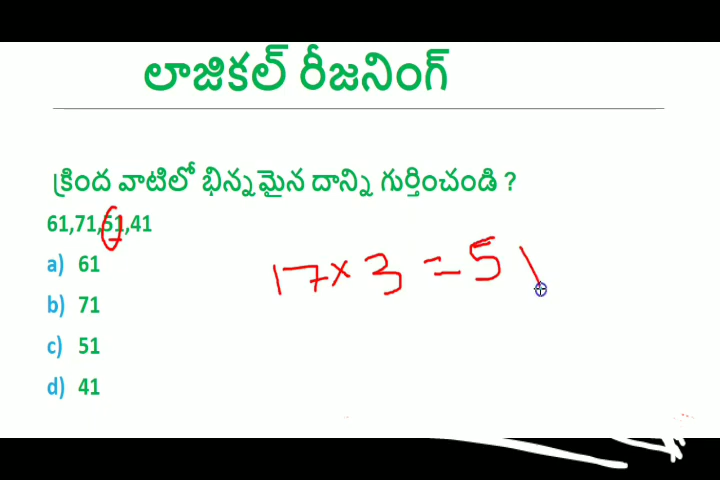 లాజికల్ రీజనింగ్
క్రింద వాటిలో భిన్నమైన దాన్ని గుర్తించండి ?
61,71,51,41
a) 61
b) 71
c) 51
d) 41
17 × 3 = 51